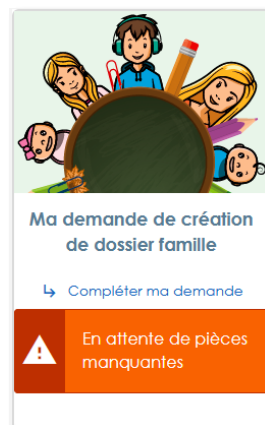 Ma demande de création
de dossier famille
Compléter ma demande
En attente de pièces
manquantes